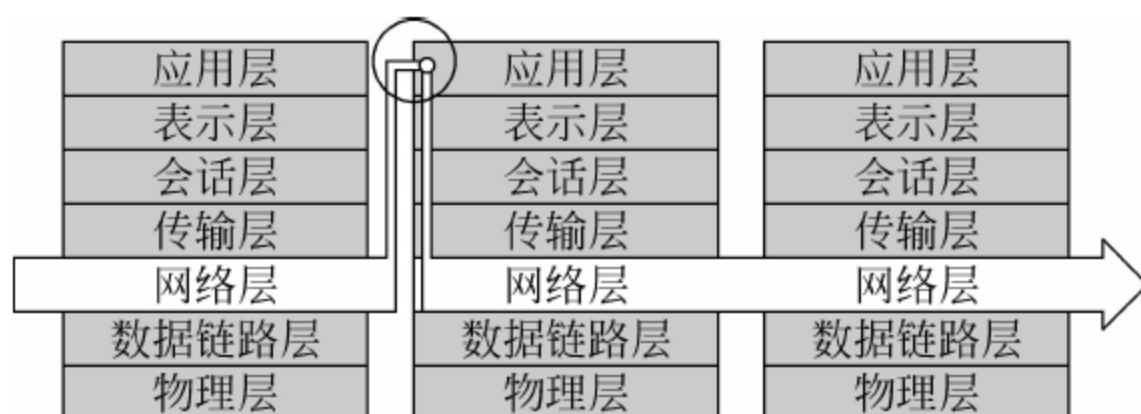 应用层 应用层 应用层
表示层 表示层 表示层
会话层 会话层 会话层
传输层 传输层 传输层
网络层 网络层 网络层
数据链路层 数据链路层 数据链路层
物理层 物理层 物理层